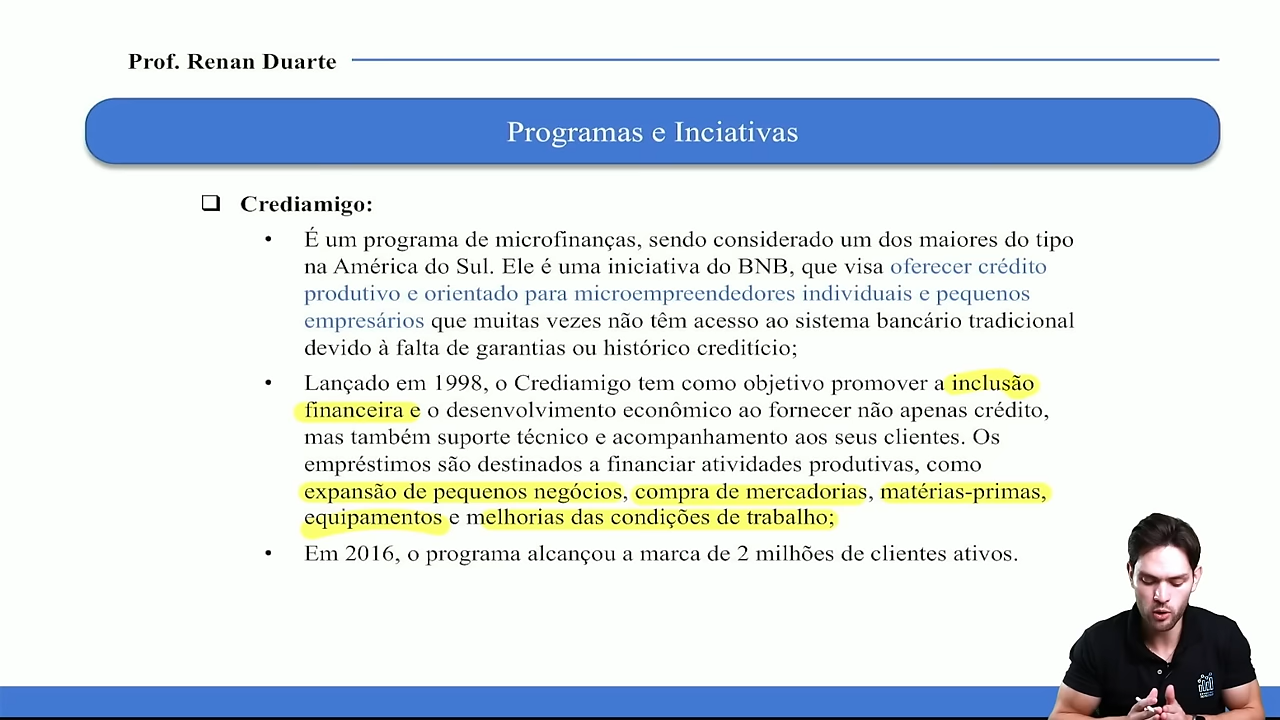 Prof. Renan Duarte
Programas e Inciativas
❑ Crediamigo:
• É um programa de microfinanças, sendo considerado um dos maiores do tipo
na América do Sul. Ele é uma iniciativa do BNB, que visa oferecer crédito
produtivo e orientado para microempreendedores individuais e pequenos
empresários que muitas vezes não têm acesso ao sistema bancário tradicional
devido à falta de garantias ou histórico creditício;
• Lançado em 1998, o Crediamigo tem como objetivo promover a inclusão
financeira e o desenvolvimento econômico ao fornecer não apenas crédito,
mas também suporte técnico e acompanhamento aos seus clientes. Os
empréstimos são destinados a financiar atividades produtivas, como
expansão de pequenos negócios, compra de mercadorias, matérias-primas,
equipamentos e melhorias das condições de trabalho;
• Em 2016, o programa alcançou a marca de 2 milhões de clientes ativos.